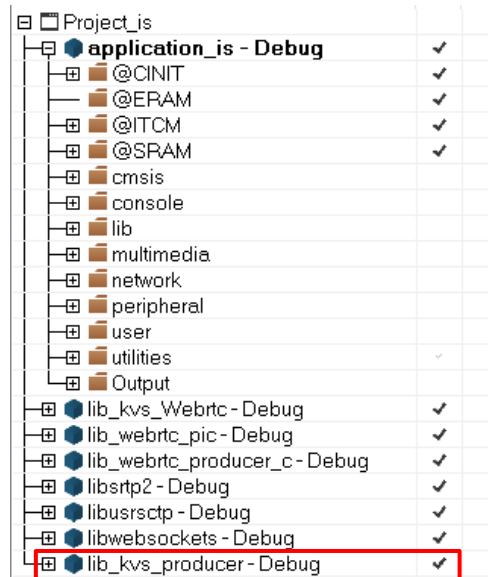 Project_is
application_is - Debug
@CINIT
@ERAM
@ITCM
@SRAM
cmsis
console
lib
multimedia
network
peripheral
user
utilities
Output
lib_kvs_Webrtc - Debug
lib_webrtc_pic - Debug
lib_webrtc_producer_c - Debug
libsrtp2 - Debug
libusrsctp - Debug
libwebsockets - Debug
lib_kvs_producer - Debug